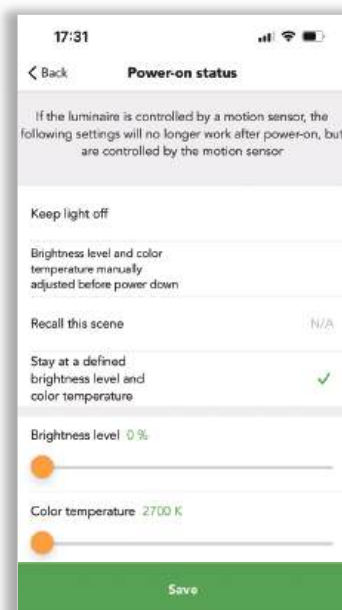 17:31
Back Power-on status
If the luminaire is controlled by a motion sensor, the
following settings will no longer work after power-on, but
are controlled by the motion sensor
Keep light off
Brightness level and color
temperature manually
adjusted before power down
Recall this scene N/A
Stay at a defined
brightness level and
color temperature
Brightness level 0 %
Color temperature 2700 K
Save